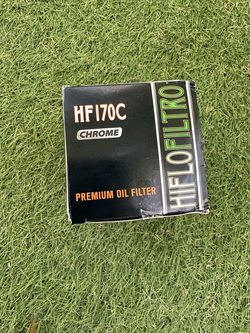 HF170C
CHROME
PREMIUM OIL FILTER
HIFLOFILTRO